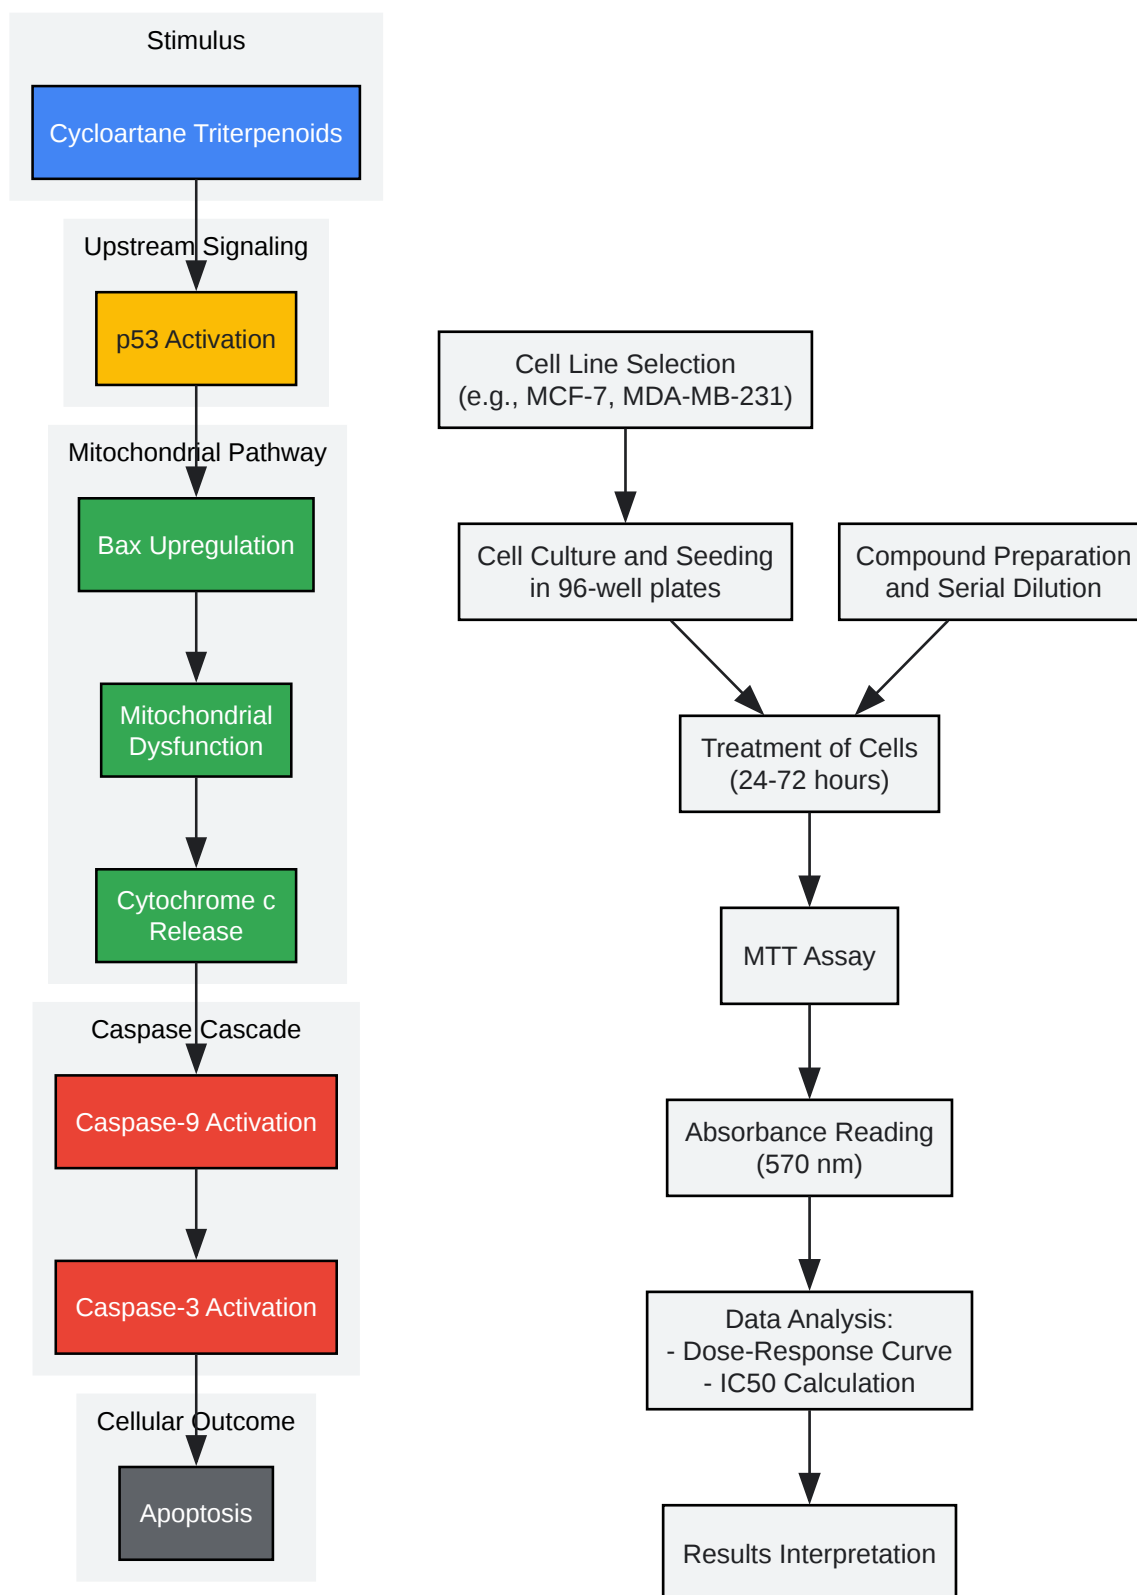 Stimulus
Cycloartane Triterpenoids
Upstream Signaling
p53 Activation
Mitochondrial Pathway
Bax Upregulation
Mitochondrial
Dysfunction
Cytochrome c
Release
Caspase Cascade
Caspase-9 Activation
Caspase-3 Activation
Cellular Outcome
Apoptosis
Cell Line Selection
(e.g., MCF-7, MDA-MB-231)
Cell Culture and Seeding
in 96-well plates
Compound Preparation
and Serial Dilution
Treatment of Cells
(24-72 hours)
MTT Assay
Absorbance Reading
(570 nm)
Data Analysis:
- Dose-Response Curve
- IC50 Calculation
Results Interpretation